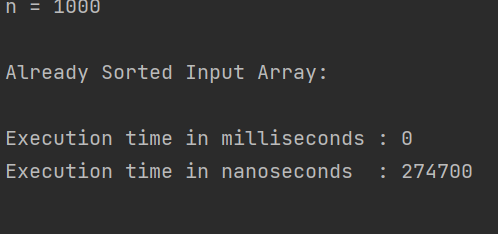 n = 1000
Already Sorted Input Array:
Execution time in milliseconds : 0
Execution time in nanoseconds  : 274700